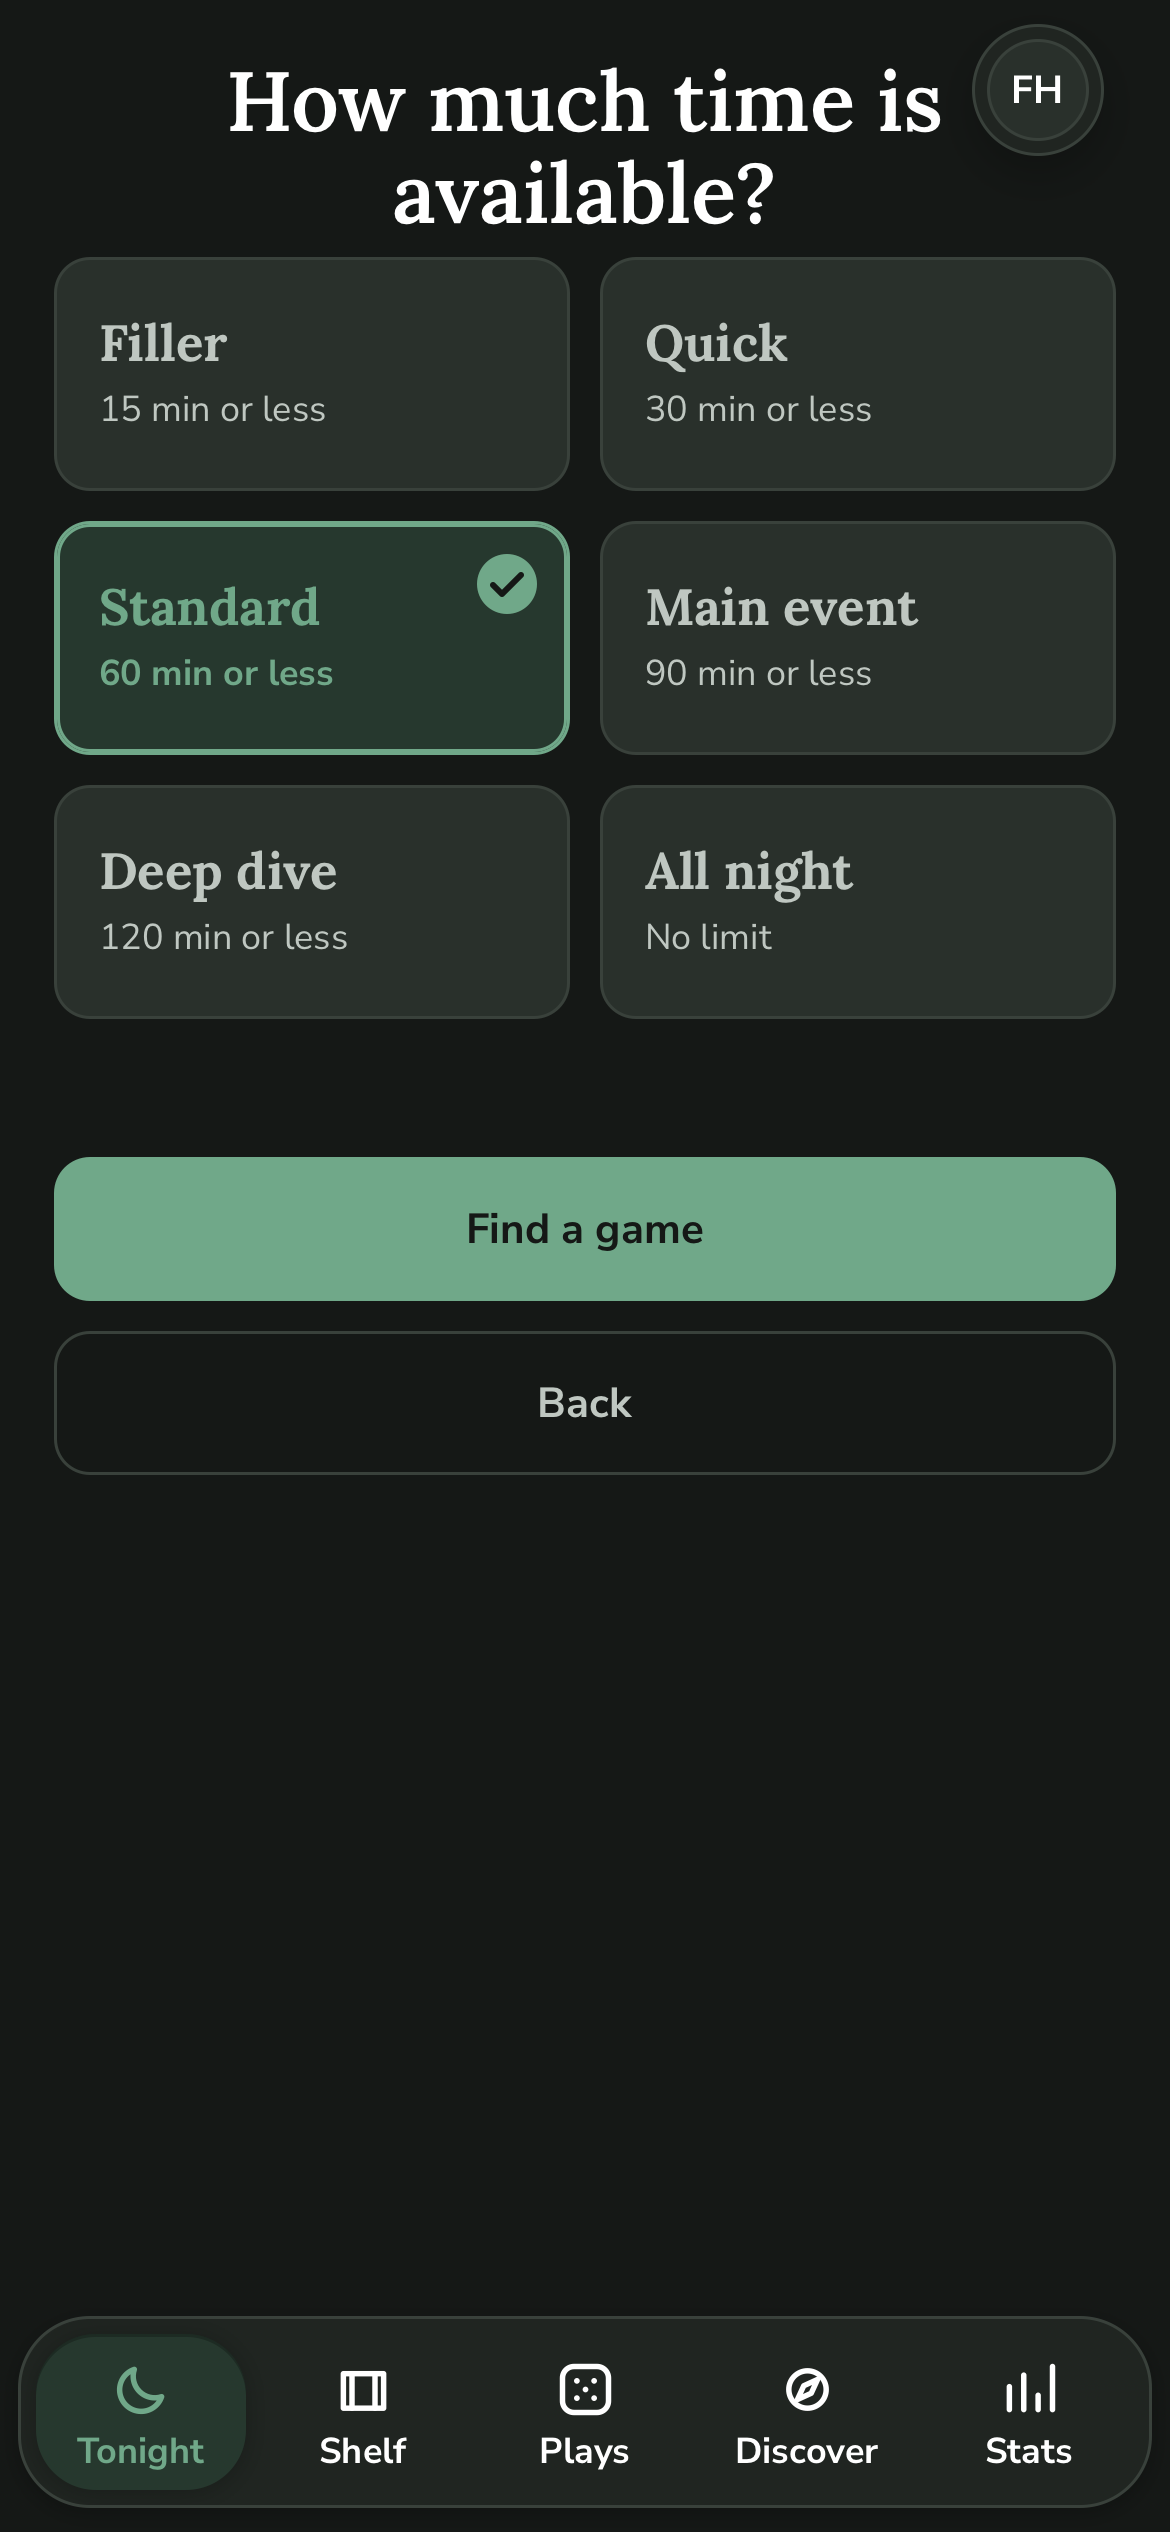 How much time is
available?
FH
Filler
15 min or less
Quick
30 min or less
Standard
60 min or less
Main event
90 min or less
Deep dive
120 min or less
All night
No limit
Find a game
Back
Tonight
Shelf
Plays
Discover
Stats